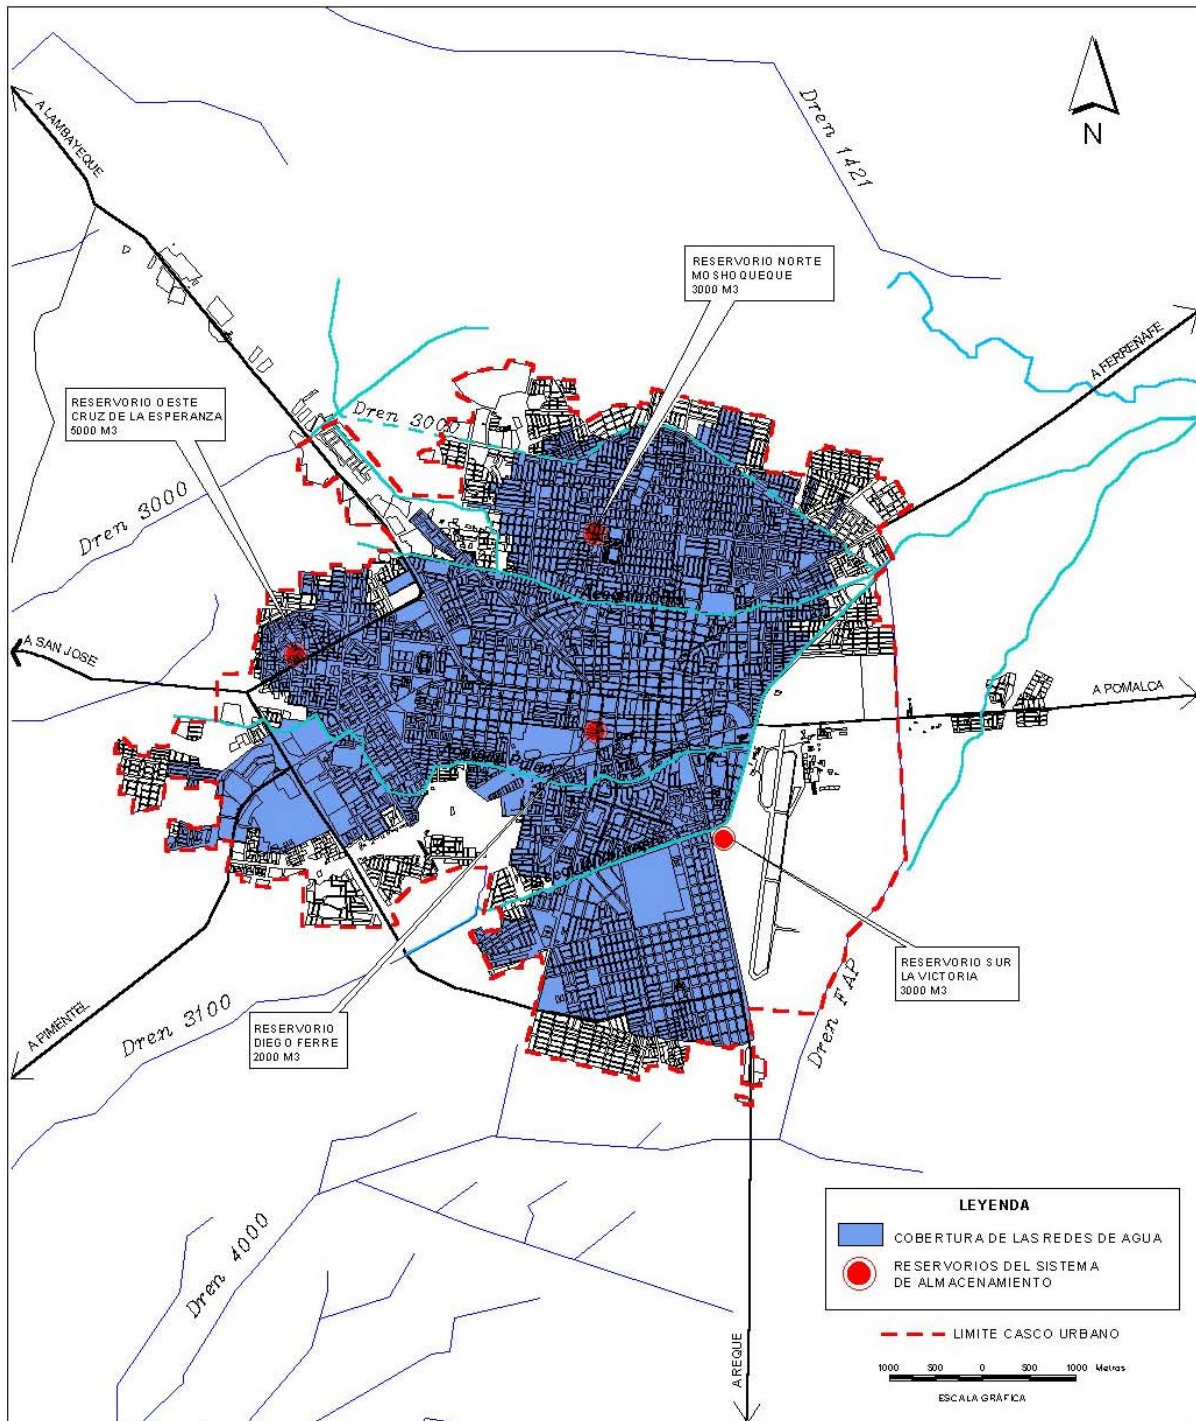 Dren 1421
N
A LAMBAYEQUE
RESERVORIO NORTE
MOSHOQUEQUE
3000 M3
A FERREÑAFE
RESERVORIO OESTE
CRUZ DE LA ESPERANZA
5000 M3
Dren 3000
Dren 3000
A SAN JOSE
A POMALCA
RESERVORIO SUR
LA VICTORIA
3000 M3
Dren FAP
A PIMENTEL
Dren 3100
RESERVORIO
DIEGO FERRE
2000 M3
Dren 4000
A REQUE
LEYENDA
COBERTURA DE LAS REDES DE AGUA
RESERVORIOS DEL SISTEMA
DE ALMACENAMIENTO
LIMITE CASCO URBANO
1000 500 0 500 1000 Metros
ESCALA GRÁFICA